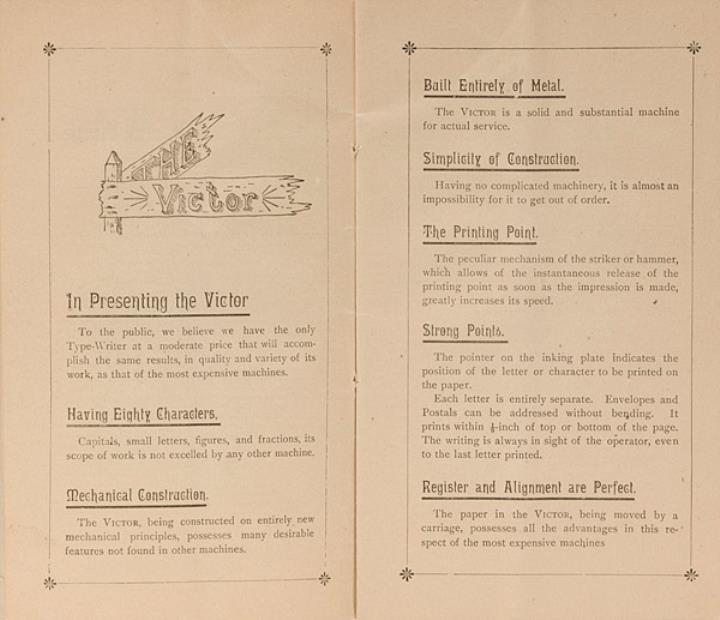 THE
Victor
In Presenting the Victor
To the public, we believe we have the only
Type-Writer at a moderate price that will accom-
plish the same results, in quality and variety of its
work, as that of the most expensive machines.
Having Eighty Characters,
Capitals, small letters, figures, and fractions, its
scope of work is not excelled by any other machine.
Mechanical Construction.
The VICTOR, being constructed on entirely new
mechanical principles, possesses many desirable
features not found in other machines.
Built Entirely of Metal.
The VICTOR is a solid and substantial machine
for actual service.
Simplicity of Construction.
Having no complicated machinery, it is almost an
impossibility for it to get out of order.
The Printing Point.
The peculiar mechanism of the striker or hammer,
which allows of the instantaneous release of the
printing point as soon as the impression is made,
greatly increases its speed.
Strong Points.
The pointer on the inking plate indicates the
position of the letter or character to be printed on
the paper.
Each letter is entirely separate. Envelopes and
Postals can be addressed without bending. It
prints within -inch of top or bottom of the page.
The writing is always in sight of the operator, even
to the last letter printed.
Register and Alignment are Perfect.
The paper in the VICTOR, being moved by a
carriage, possesses all the advantages in this re-
spect of the most expensive machines